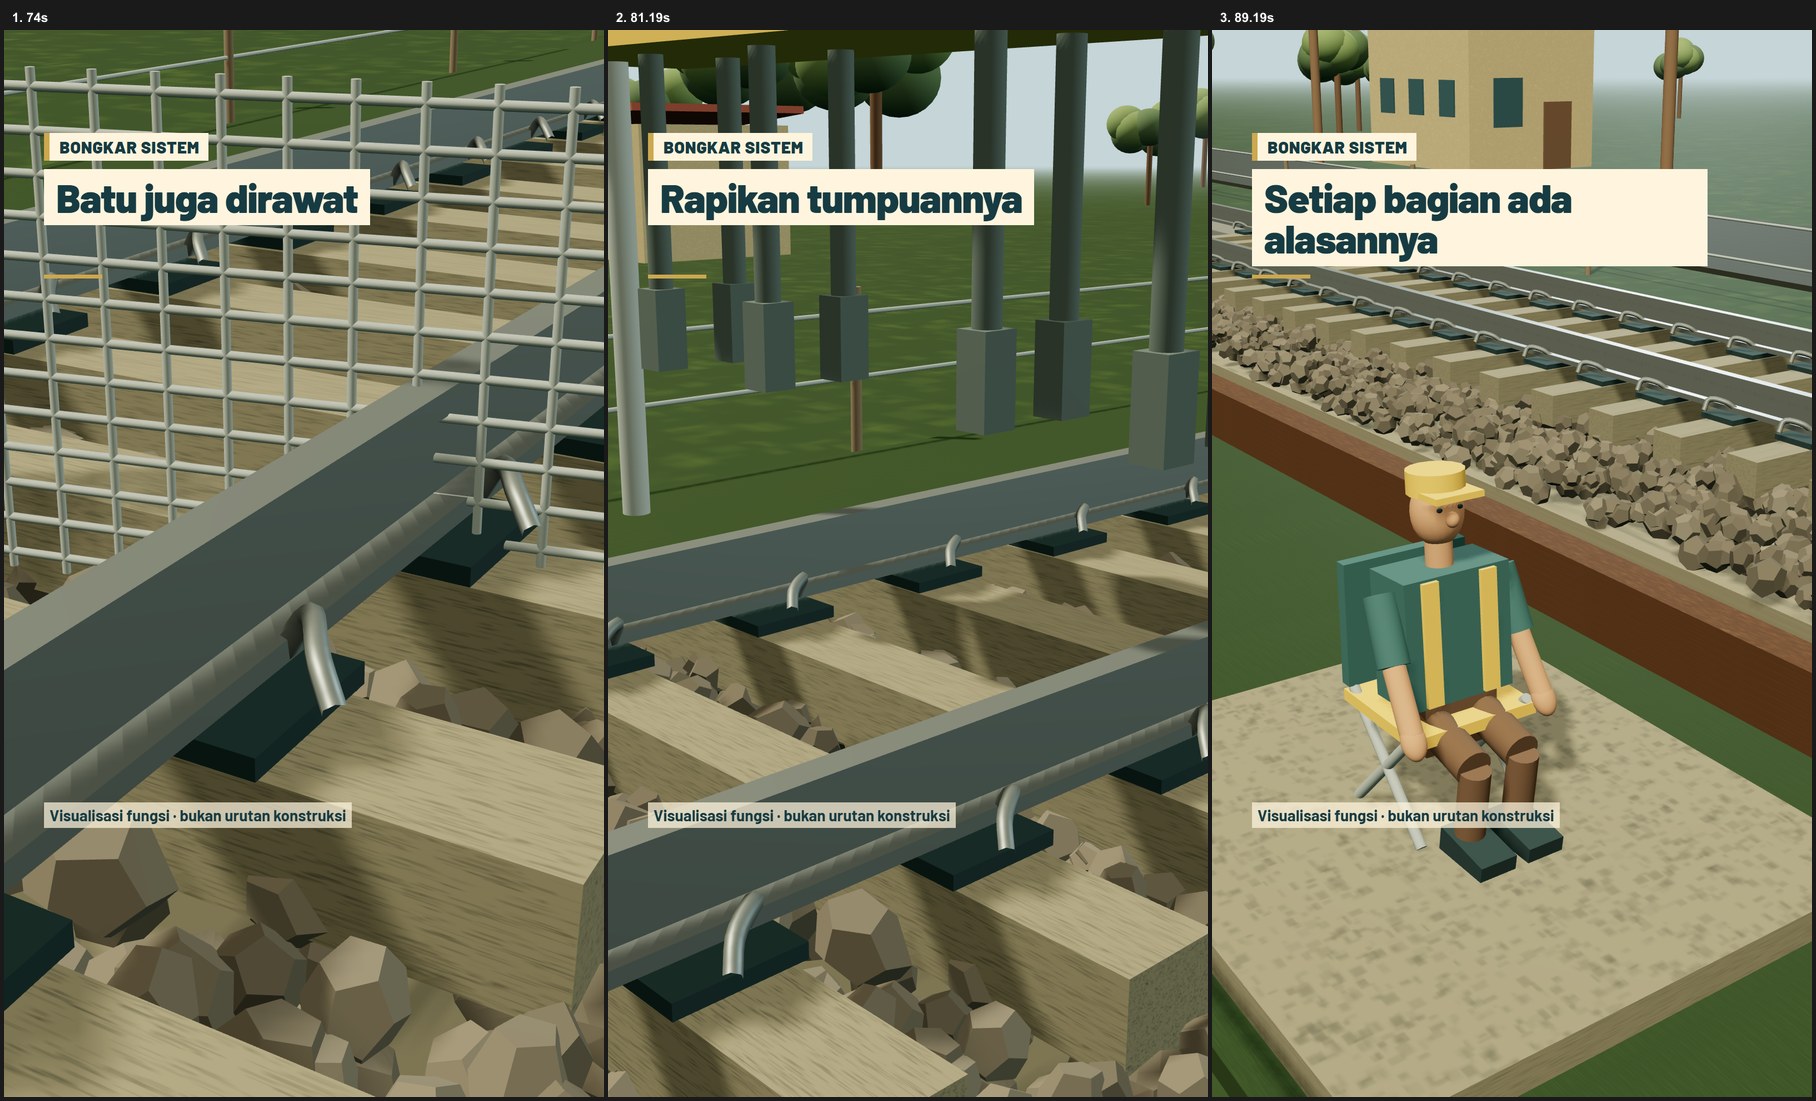 1. 74s
BONGKAR SISTEM
Batu juga dirawat
Visualisasi fungsi · bukan urutan konstruksi
2. 81.19s
BONGKAR SISTEM
Rapikan tumpuannya
Visualisasi fungsi · bukan urutan konstruksi
3. 89.19s
BONGKAR SISTEM
Setiap bagian ada
alasannya
Visualisasi fungsi · bukan urutan konstruksi